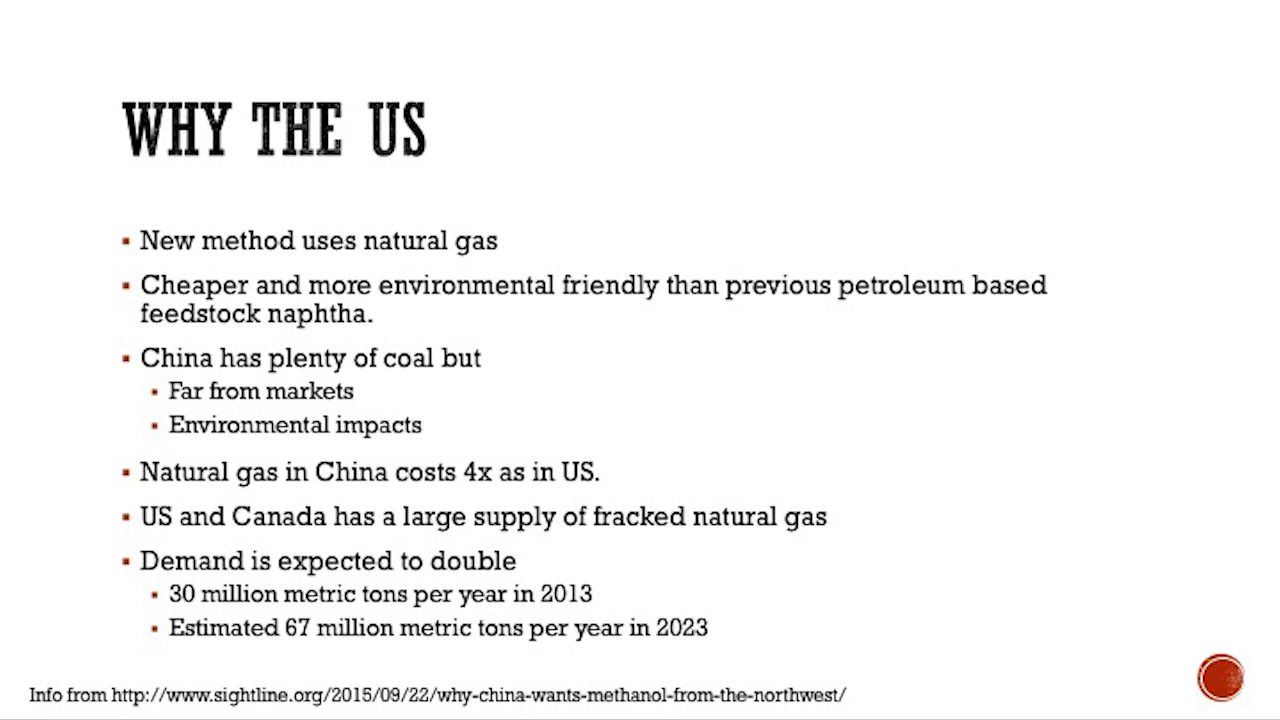 WHY THE US
▪ New method uses natural gas
▪ Cheaper and more environmental friendly than previous petroleum based
feedstock naphtha.
▪ China has plenty of coal but
▪ Far from markets
▪ Environmental impacts
▪ Natural gas in China costs 4x as in US.
▪ US and Canada has a large supply of fracked natural gas
▪ Demand is expected to double
▪ 30 million metric tons per year in 2013
▪ Estimated 67 million metric tons per year in 2023
Info from http://www.sightline.org/2015/09/22/why-china-wants-methanol-from-the-northwest/